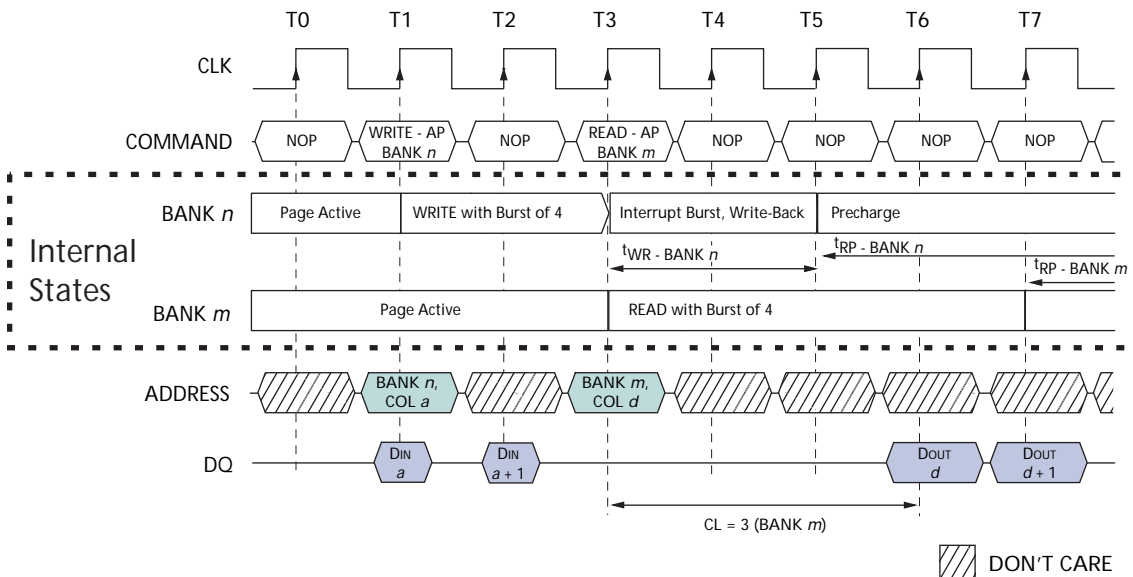 T0 T1 T2 T3 T4 T5 T6 T7
CLK
COMMAND NOP WRITE - AP BANK n NOP READ - AP BANK m NOP NOP NOP NOP
Internal States
BANK n Page Active WRITE with Burst of 4 Interrupt Burst, Write-Back Precharge
tWR - BANK n tRP - BANK n
tRP - BANK m
BANK m Page Active READ with Burst of 4
ADDRESS BANK n, COL a BANK m, COL d
DQ DIN a DIN a + 1 DOUT d DOUT d + 1
CL = 3 (BANK m)
DON'T CARE